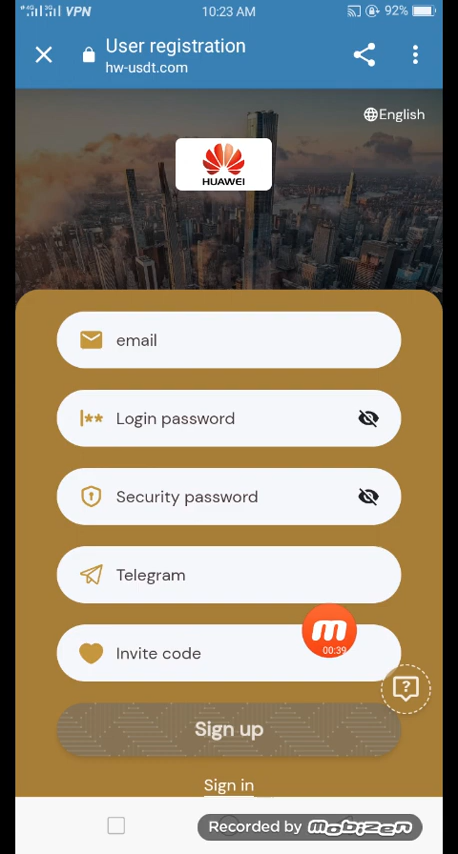 VPN 10:23 AM 92%
User registration
hw-usdt.com
English
HUAWEI
email
Login password
Security password
Telegram
00:39
Invite code
Sign up
Sign in
Recorded by mobizen